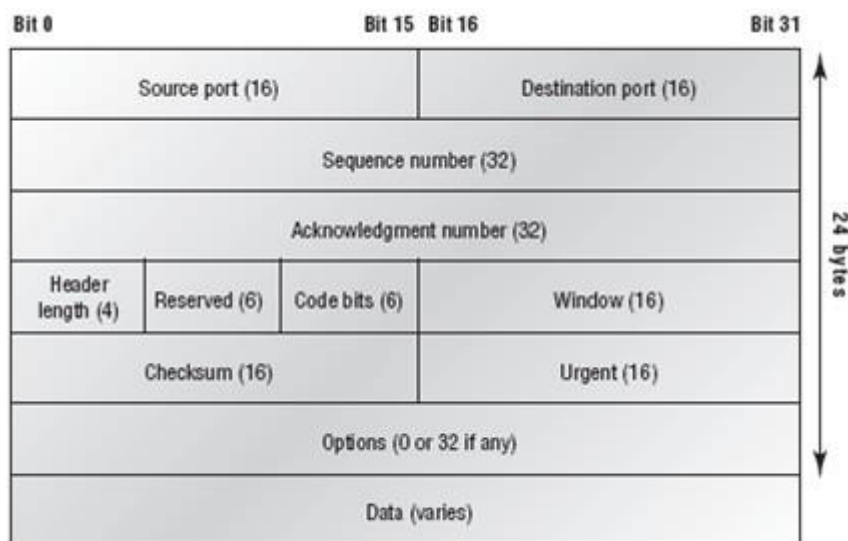 Bit 0 Bit 15 Bit 16 Bit 31
Source port (16) Destination port (16)
Sequence number (32)
Acknowledgment number (32)
Header
length (4) Reserved (6) Code bits (6) Window (16)
Checksum (16) Urgent (16)
Options (0 or 32 if any)
Data (varies)
24 bytes